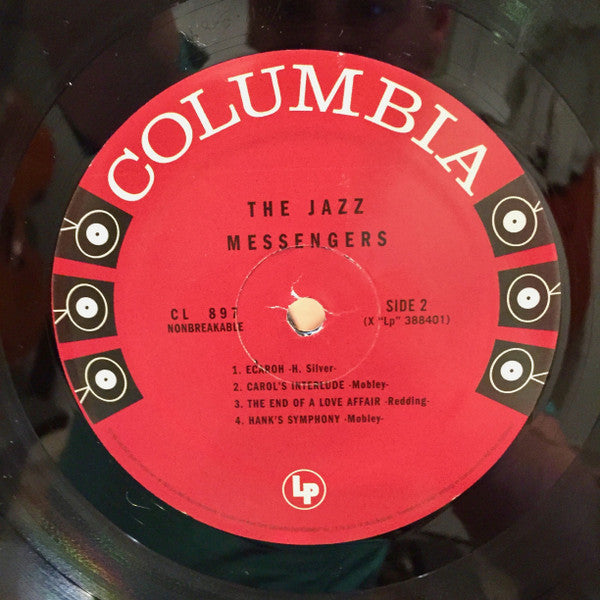 COLUMBIA
THE JAZZ
MESSENGERS
CL 897
NONBREAKABLE
SIDE 2
(X "Lp" 388401)
1. ECAROH -H. Silver-
2. CAROL'S INTERLUDE -Mobley-
3. THE END OF A LOVE AFFAIR -Redding-
4. HANK'S SYMPHONY -Mobley-
LP